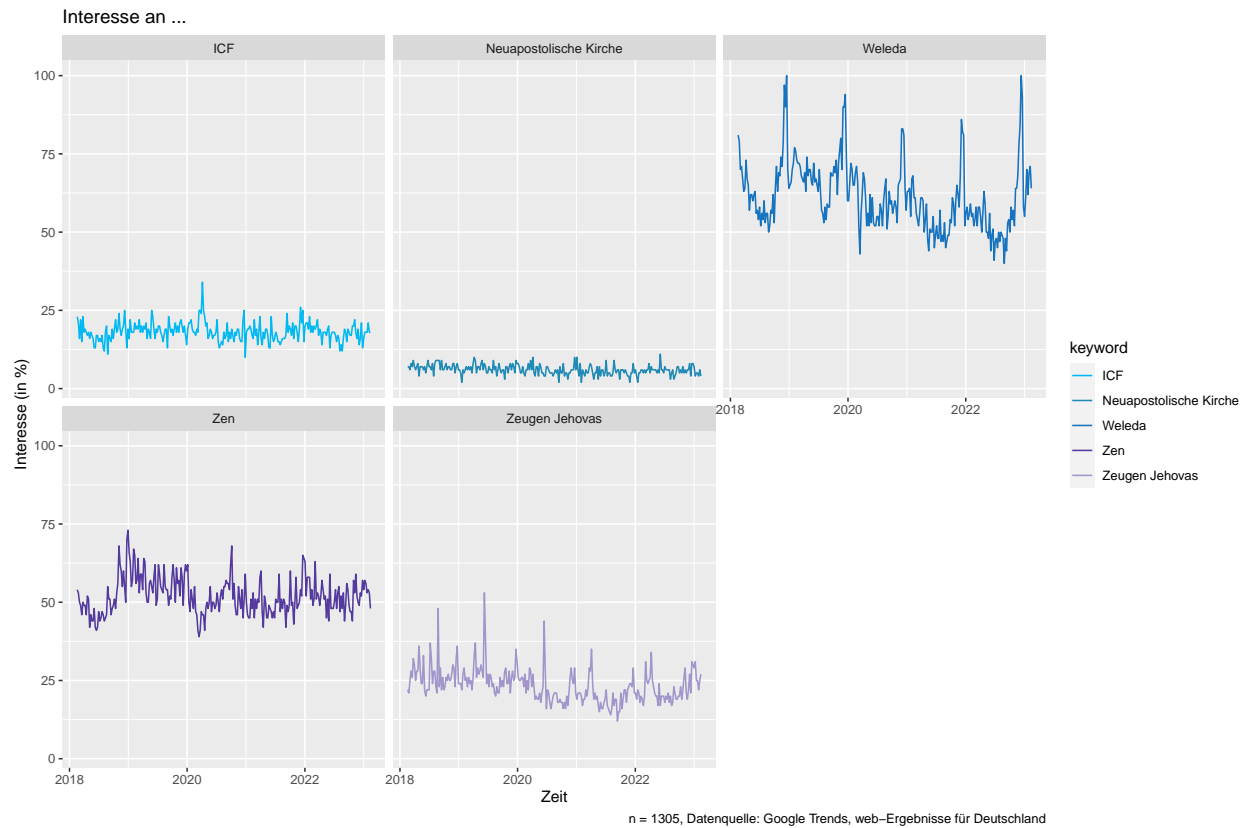 Interesse an ...
ICF
Neuapostolische Kirche
Weleda
100
75
50
25
0
2018 2020 2022
Zen
Zeugen Jehovas
100
75
50
25
0
2018 2020 2022
2018 2020 2022
Interesse (in %)
Zeit
keyword
ICF
Neuapostolische Kirche
Weleda
Zen
Zeugen Jehovas
n = 1305, Datenquelle: Google Trends, web−Ergebnisse für Deutschland